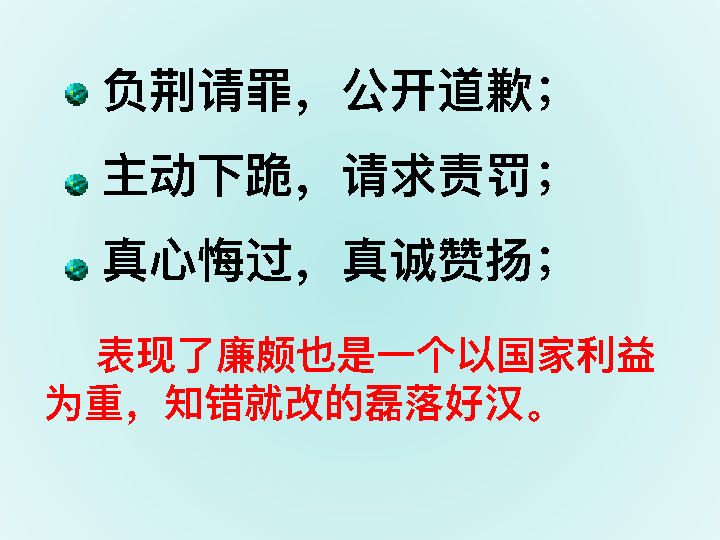 负荆请罪，公开道歉；
主动下跪，请求责罚；
真心悔过，真诚赞扬；
表现了廉颇也是一个以国家利益
为重，知错就改的磊落好汉。